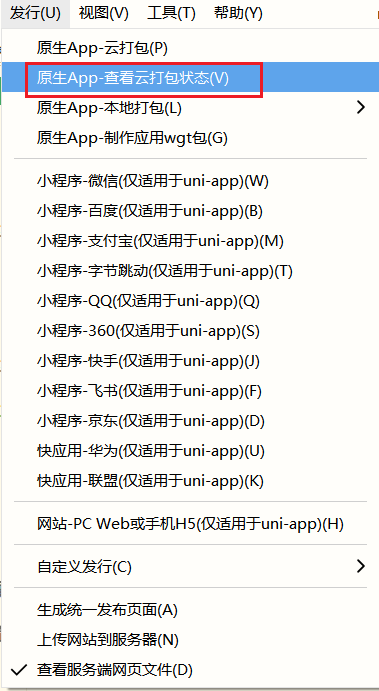 发行(U) 视图(V) 工具(T) 帮助(Y)
原生App-云打包(P)
原生App-查看云打包状态(V)
原生App-本地打包(L)
原生App-制作应用wgt包(G)
小程序-微信(仅适用于uni-app)(W)
小程序-百度(仅适用于uni-app)(B)
小程序-支付宝(仅适用于uni-app)(M)
小程序-字节跳动(仅适用于uni-app)(T)
小程序-QQ(仅适用于uni-app)(Q)
小程序-360(仅适用于uni-app)(S)
小程序-快手(仅适用于uni-app)(J)
小程序-飞书(仅适用于uni-app)(F)
小程序-京东(仅适用于uni-app)(D)
快应用-华为(仅适用于uni-app)(U)
快应用-联盟(仅适用于uni-app)(K)
网站-PC Web或手机H5(仅适用于uni-app)(H)
自定义发行(C)
生成统一发布页面(A)
上传网站到服务器(N)
查看服务端网页文件(D)